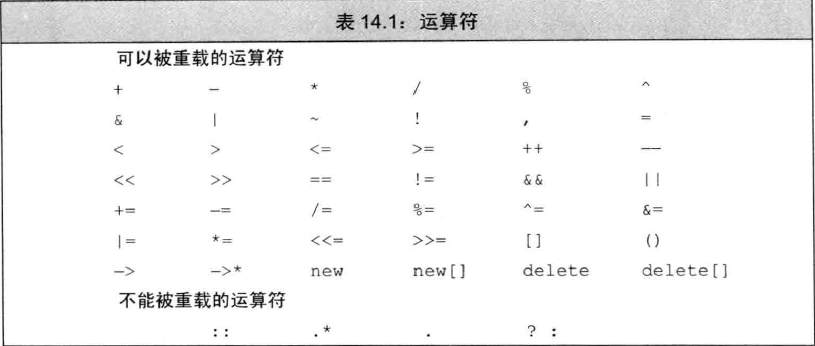 表 14.1：运算符
可以被重载的运算符
+ − * / % ^
& | ~ ! , =
< > <= >= ++ −−
<< >> == != && ||
+= −= /= %= ^= &=
|= *= <<= >>= [] ()
−> −>* new new[] delete delete[]
不能被重载的运算符
:: .* . ? :